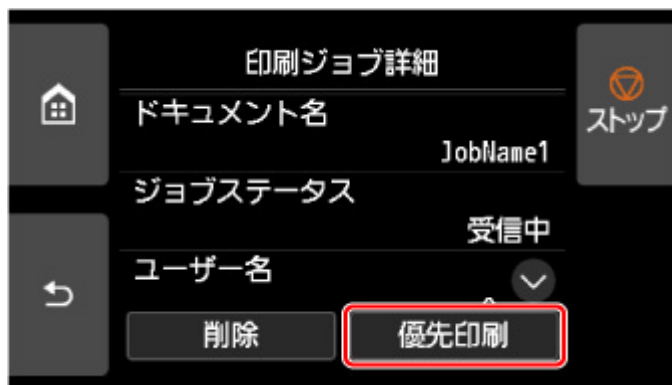 印刷ジョブ詳細
ドキュメント名
JobName1
ストップ
ジョブステータス
受信中
ユーザー名
削除
優先印刷